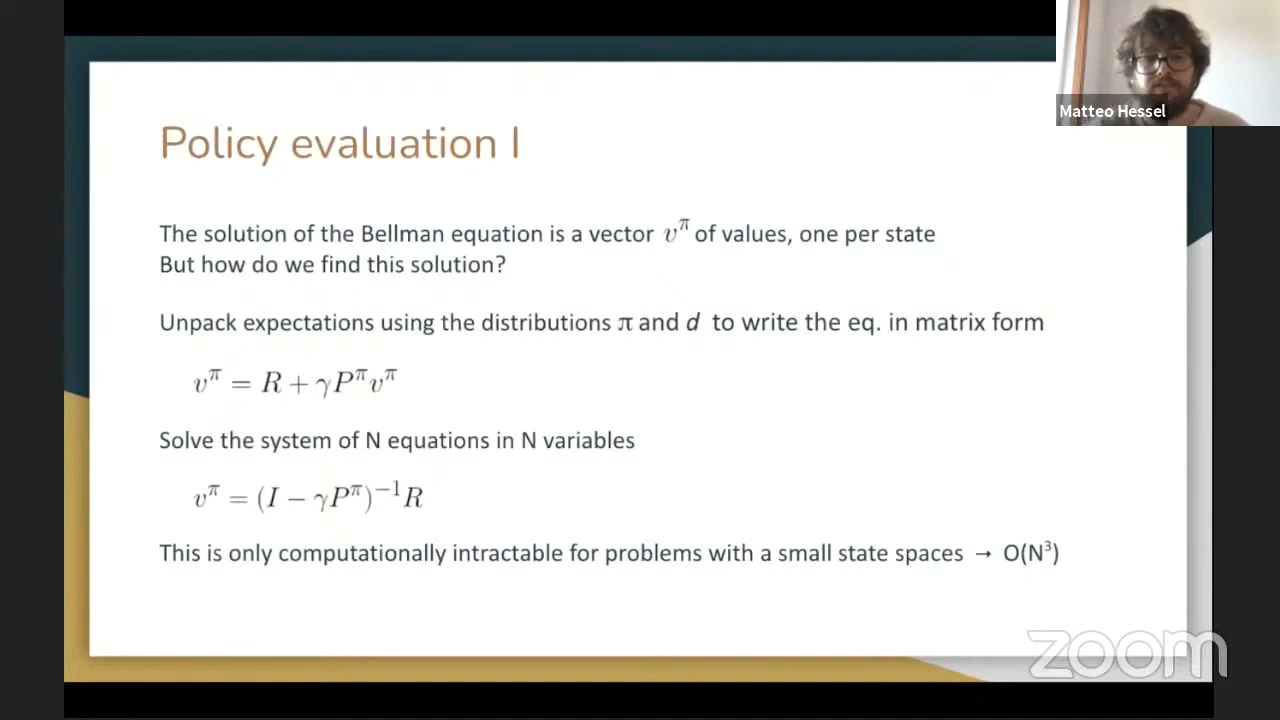 Matteo Hessel
Policy evaluation I
The solution of the Bellman equation is a vector v^π of values, one per state
But how do we find this solution?
Unpack expectations using the distributions π and d to write the eq. in matrix form
v^π = R + γP^π v^π
Solve the system of N equations in N variables
v^π = (I − γP^π)^−1 R
This is only computationally intractable for problems with a small state spaces → O(N³)
zoom